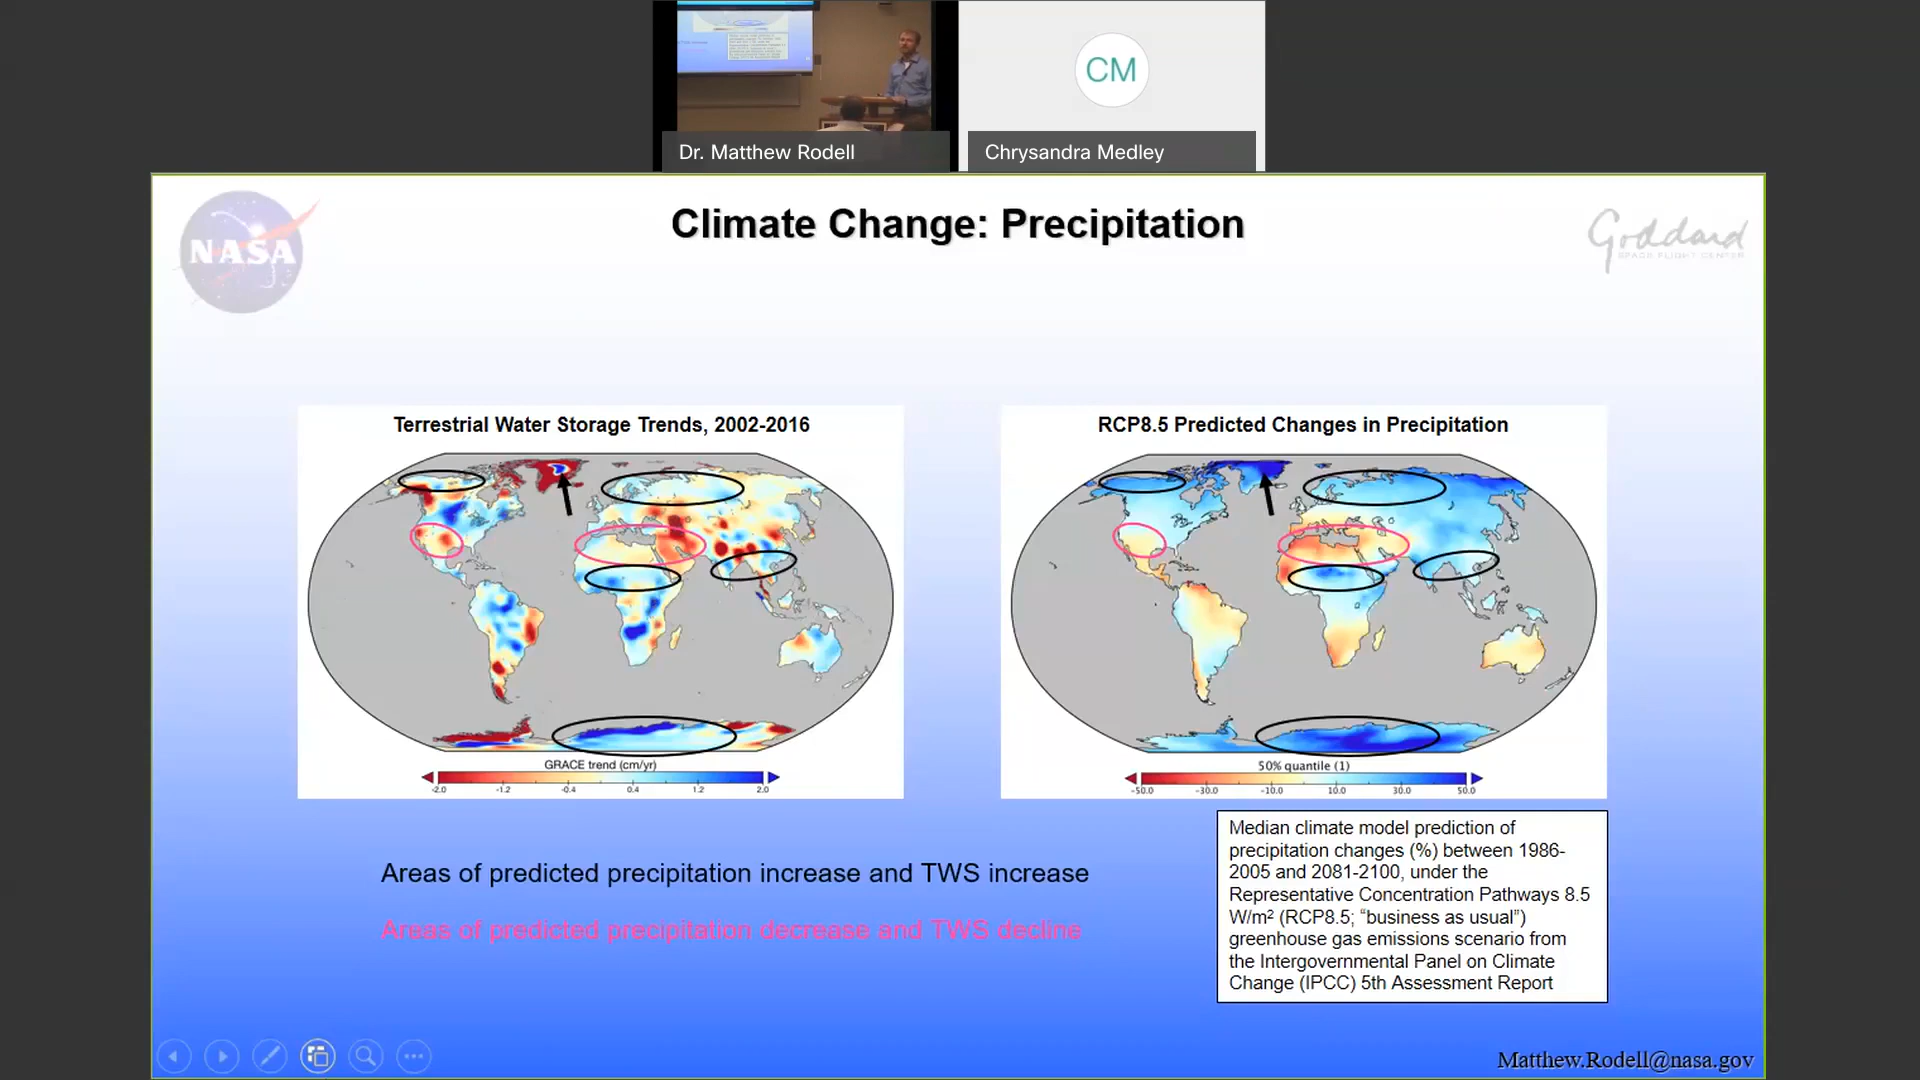 CM
Dr. Matthew Rodell
Chrysandra Medley
NASA
Climate Change: Precipitation
Goddard
SPACE FLIGHT CENTER
Terrestrial Water Storage Trends, 2002-2016
GRACE trend (cm/yr)
-2.0 -1.2 -0.4 0.4 1.2 2.0
RCP8.5 Predicted Changes in Precipitation
50% quantile (1)
-50.0 -30.0 -10.0 10.0 30.0 50.0
Areas of predicted precipitation increase and TWS increase
Areas of predicted precipitation decrease and TWS decline
Median climate model prediction of
precipitation changes (%) between 1986-
2005 and 2081-2100, under the
Representative Concentration Pathways 8.5
W/m² (RCP8.5; “business as usual”)
greenhouse gas emissions scenario from
the Intergovernmental Panel on Climate
Change (IPCC) 5th Assessment Report
Matthew.Rodell@nasa.gov